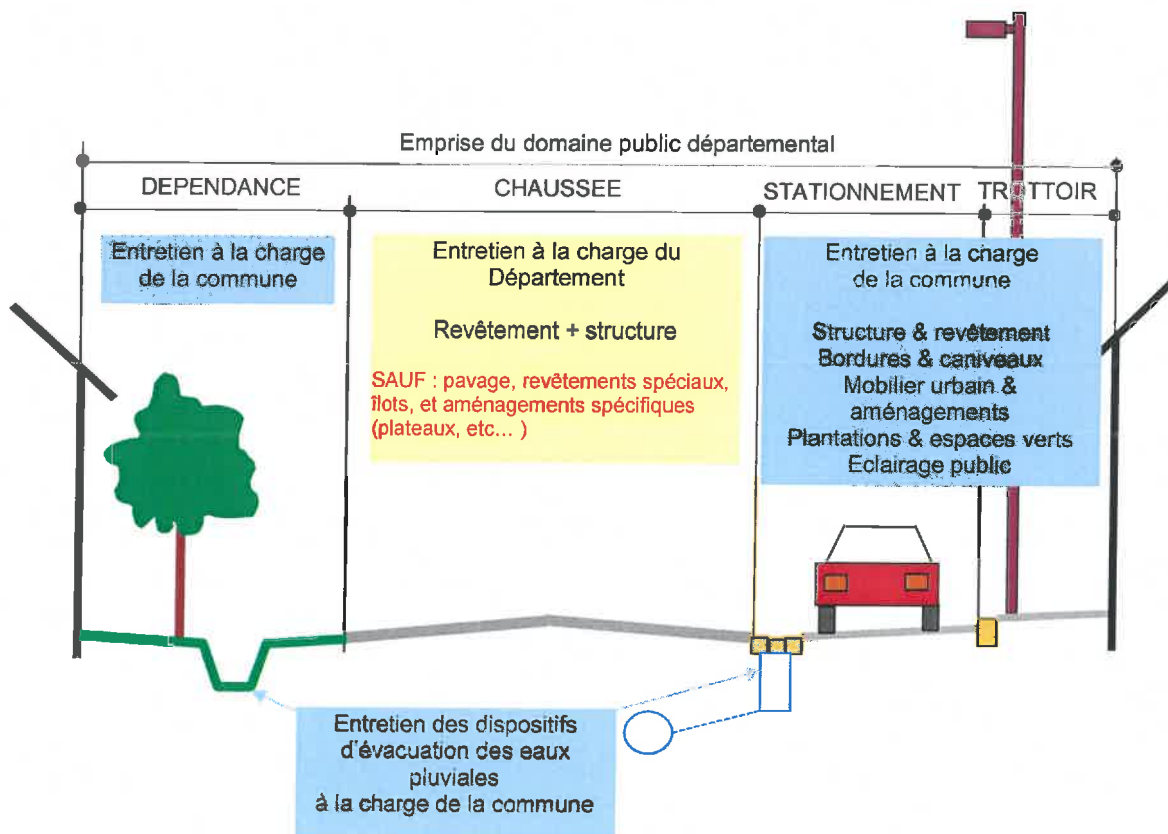 Emprise du domaine public départemental
DEPENDANCE
CHAUSSEE
STATIONNEMENT
TROTTOIR
Entretien à la charge
de la commune
Entretien à la charge du
Département
Revêtement + structure
SAUF : pavage, revêtements spéciaux,
îlots, et aménagements spécifiques
(plateaux, etc... )
Entretien à la charge
de la commune
Structure & revêtement
Bordures & caniveaux
Mobilier urbain &
aménagements
Plantations & espaces verts
Eclairage public
Entretien des dispositifs
d'évacuation des eaux
pluviales
à la charge de la commune